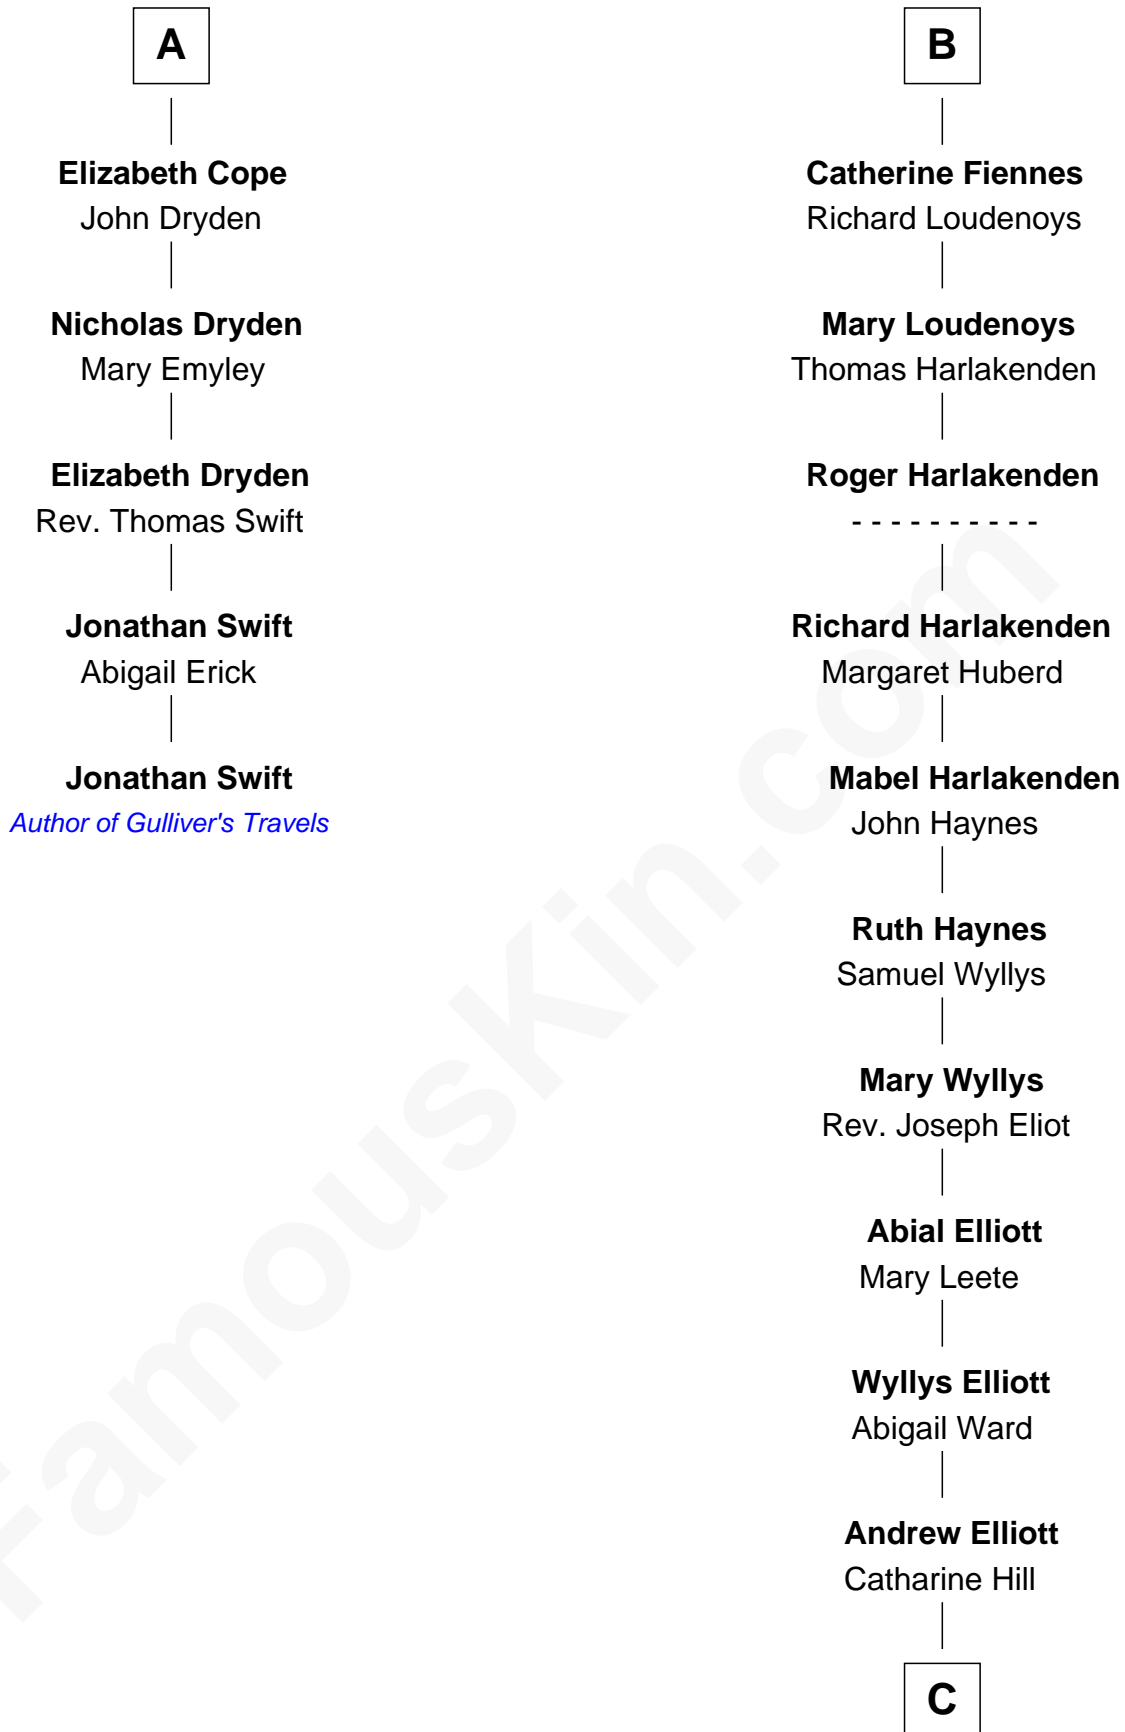 A
Elizabeth Cope
John Dryden
Nicholas Dryden
Mary Emyley
Elizabeth Dryden
Rev. Thomas Swift
Jonathan Swift
Abigail Erick
Jonathan Swift
Author of Gulliver's Travels
B
Catherine Fiennes
Richard Loudenoys
Mary Loudenoys
Thomas Harlakenden
Roger Harlakenden
- - - - - - - - - -
Richard Harlakenden
Margaret Huberd
Mabel Harlakenden
John Haynes
Ruth Haynes
Samuel Wyllys
Mary Wyllys
Rev. Joseph Eliot
Abial Elliott
Mary Leete
Wyllys Elliott
Abigail Ward
Andrew Elliott
Catharine Hill
C
FamousKin.com